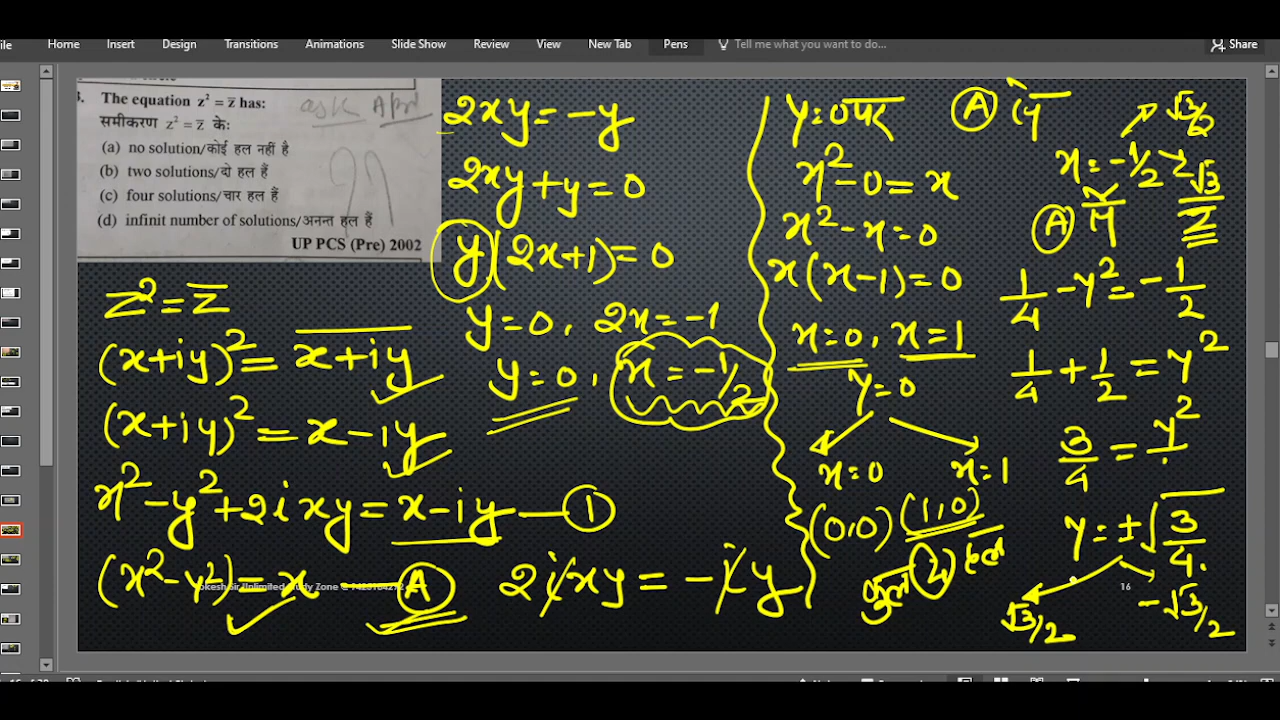 File Home Insert Design Transitions Animations Slide Show Review View New Tab Pens Tell me what you want to do... Share
The equation z² = z̄ has:
समीकरण z² = z̄ के:
(a) no solution/कोई हल नहीं है
(b) two solutions/दो हल हैं
(c) four solutions/चार हल हैं
(d) infinit number of solutions/अनन्त हल हैं
UP PCS (Pre) 2002
z² = z̄
(x+iy)² = \overline{x+iy}
(x+iy)² = x-iy
x²-y²+2ixy = x-iy — ①
(x²-y²) = x — Ⓐ
2ixy = -iy
2xy = -y
2xy+y=0
y(2x+1)=0
y=0, 2x=-1
y=0, x=-1/2
y=0 पर
x²-0=x
x²-x=0
x(x-1)=0
x=0, x=1
y=0
x=0 x=1
(0,0) (1,0)
कुल ④ हल
Ⓐ
√3/2
x=-1/2
Ⓐ में
1/4 - y² = -1/2
1/4 + 1/2 = y²
3/4 = y²
y = ±√3/4
√3/2 -√3/2
16